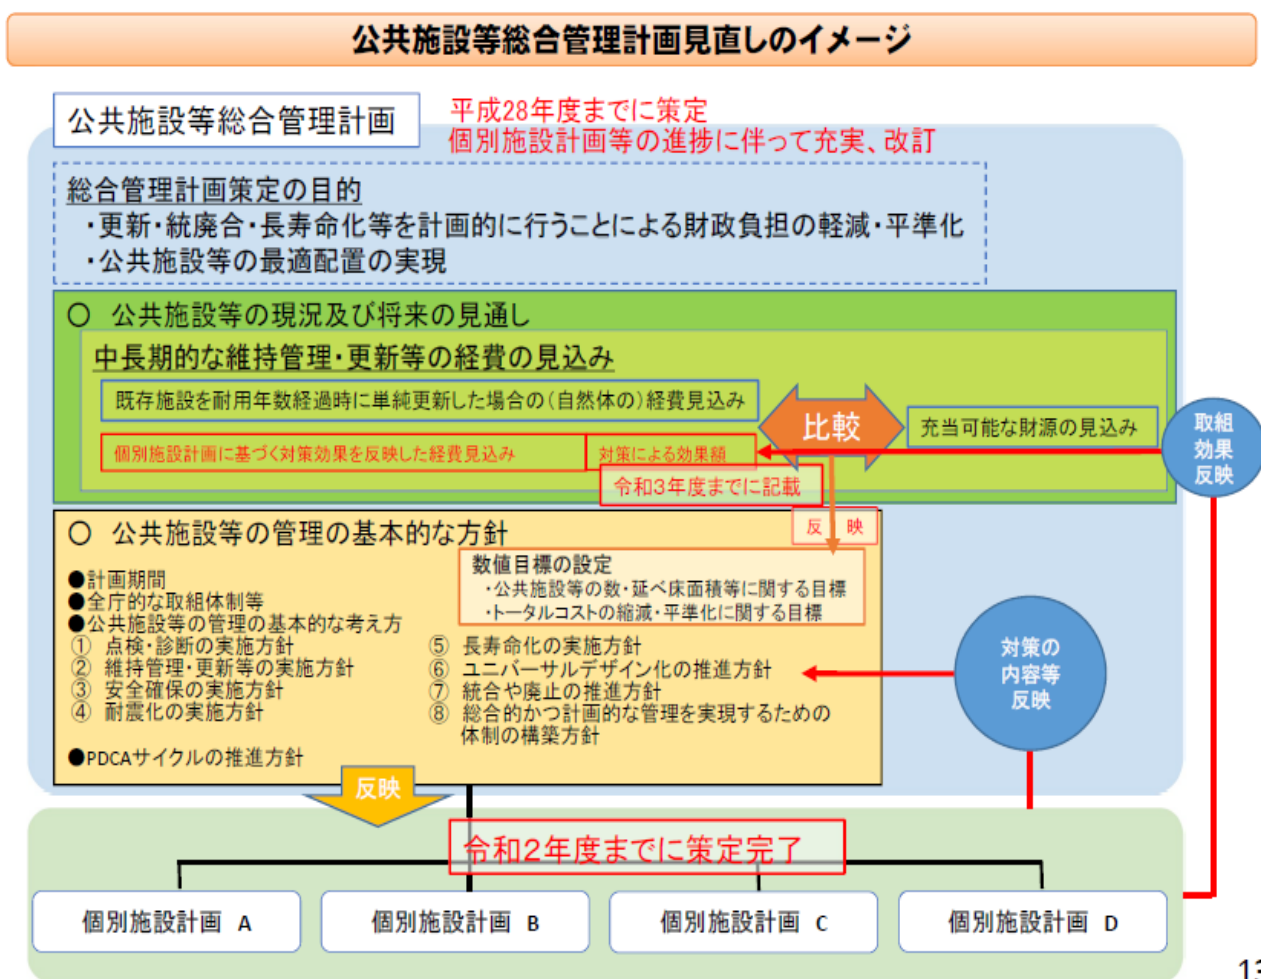 公共施設等総合管理計画見直しのイメージ
公共施設等総合管理計画
平成28年度までに策定
個別施設計画等の進捗に伴って充実、改訂
総合管理計画策定の目的
・更新・統廃合・長寿命化等を計画的に行うことによる財政負担の軽減・平準化
・公共施設等の最適配置の実現
〇 公共施設等の現況及び将来の見通し
中長期的な維持管理・更新等の経費の見込み
既存施設を耐用年数経過時に単純更新した場合の(自然体の)経費見込み
比較
充当可能な財源の見込み
個別施設計画に基づく対策効果を反映した経費見込み
対策による効果額
令和3年度までに記載
取組
効果
反映
〇 公共施設等の管理の基本的な方針
反 映
数値目標の設定
・公共施設等の数・延べ床面積等に関する目標
・トータルコストの縮減・平準化に関する目標
●計画期間
●全庁的な取組体制等
●公共施設等の管理の基本的な考え方
① 点検・診断の実施方針
② 維持管理・更新等の実施方針
③ 安全確保の実施方針
④ 耐震化の実施方針
⑤ 長寿命化の実施方針
⑥ ユニバーサルデザイン化の推進方針
⑦ 統合や廃止の推進方針
⑧ 総合的かつ計画的な管理を実現するための
体制の構築方針
●PDCAサイクルの推進方針
対策の
内容等
反映
反映
令和2年度までに策定完了
個別施設計画 A
個別施設計画 B
個別施設計画 C
個別施設計画 D